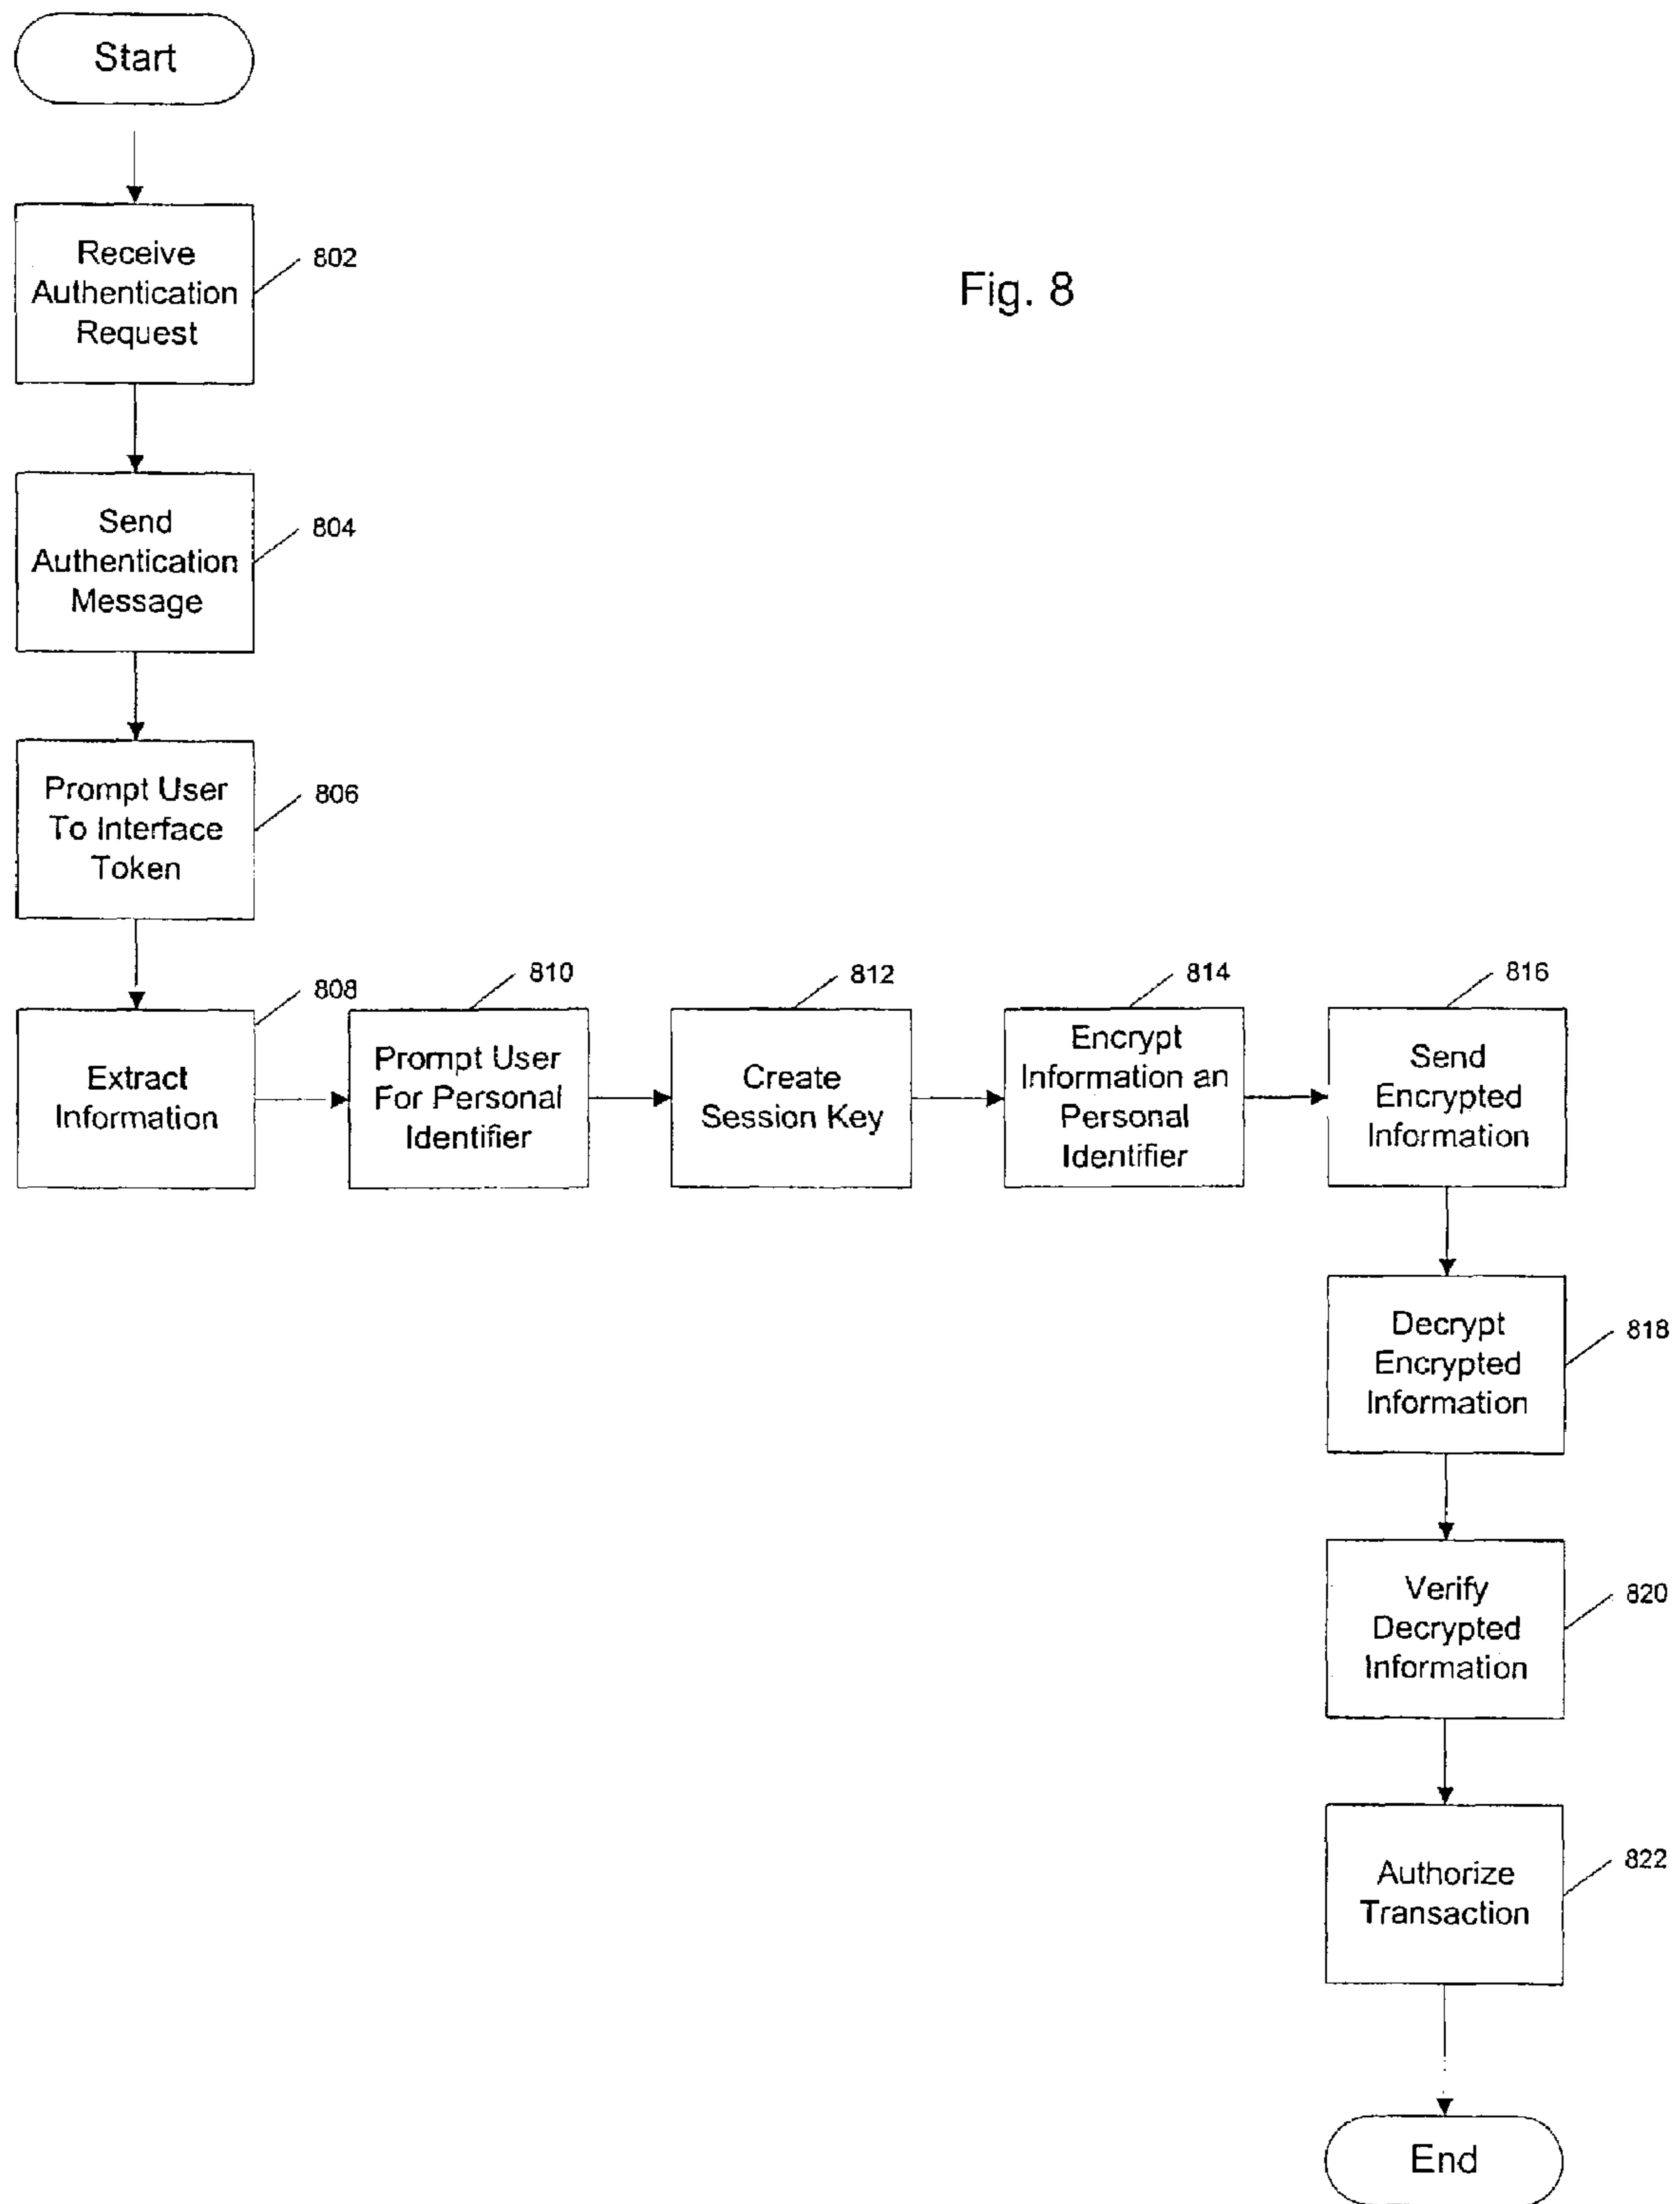 Start
Receive
Authentication
Request
802
Fig. 8
Send
Authentication
Message
804
Prompt User
To Interface
Token
806
Extract
Information
808
Prompt User
For Personal
Identifier
810
Create
Session Key
812
Encrypt
Information an
Personal
Identifier
814
Send
Encrypted
Information
816
Decrypt
Encrypted
Information
818
Verify
Decrypted
Information
820
Authorize
Transaction
822
End